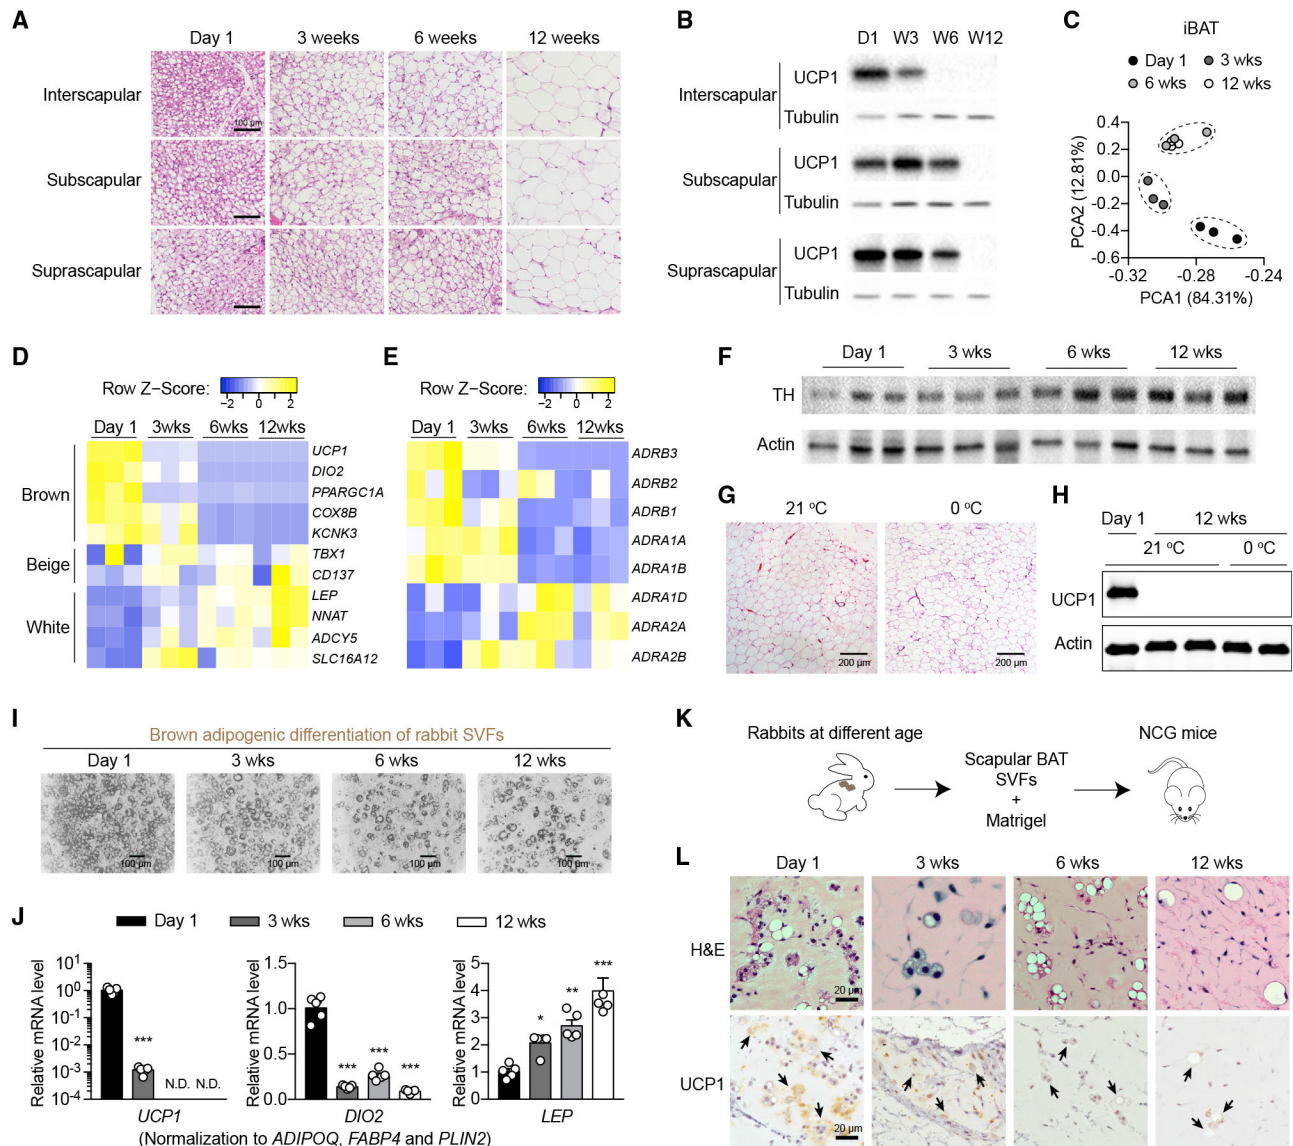 A
Day 1
3 weeks
6 weeks
12 weeks
Interscapular
100 µm
Subscapular
Suprascapular
B
D1 W3 W6 W12
Interscapular
UCP1
Tubulin
Subscapular
UCP1
Tubulin
Suprascapular
UCP1
Tubulin
C
iBAT
Day 1
3 wks
6 wks
12 wks
PCA2 (12.81%)
0.4
0.2
0.0
-0.2
-0.4
-0.6
-0.32 -0.28 -0.24
PCA1 (84.31%)
D
Row Z−Score:
−2 0 2
Day 1 3wks 6wks 12wks
Brown
UCP1
DIO2
PPARGC1A
COX8B
KCNK3
Beige
TBX1
CD137
White
LEP
NNAT
ADCY5
SLC16A12
E
Row Z−Score:
−2 0 2
Day 1 3wks 6wks 12wks
ADRB3
ADRB2
ADRB1
ADRA1A
ADRA1B
ADRA1D
ADRA2A
ADRA2B
F
Day 1
3 wks
6 wks
12 wks
TH
Actin
G
21 ºC
0 ºC
200 µm
200 µm
H
Day 1
12 wks
21 ºC
0 ºC
UCP1
Actin
I
Brown adipogenic differentiation of rabbit SVFs
Day 1
3 wks
6 wks
12 wks
100 µm
100 µm
100 µm
100 µm
J
Day 1
3 wks
6 wks
12 wks
Relative mRNA level
10¹
10⁰
10⁻¹
10⁻²
10⁻³
10⁻⁴
***
N.D. N.D.
UCP1
Relative mRNA level
1.5
1.0
0.5
0.0
***
***
***
DIO2
Relative mRNA level
5
4
3
2
1
0
*
**
***
LEP
(Normalization to ADIPOQ, FABP4 and PLIN2)
K
Rabbits at different age
Scapular BAT
SVFs
+
Matrigel
NCG mice
L
Day 1
3 wks
6 wks
12 wks
H&E
20 µm
20 µm
20 µm
20 µm
UCP1
20 µm